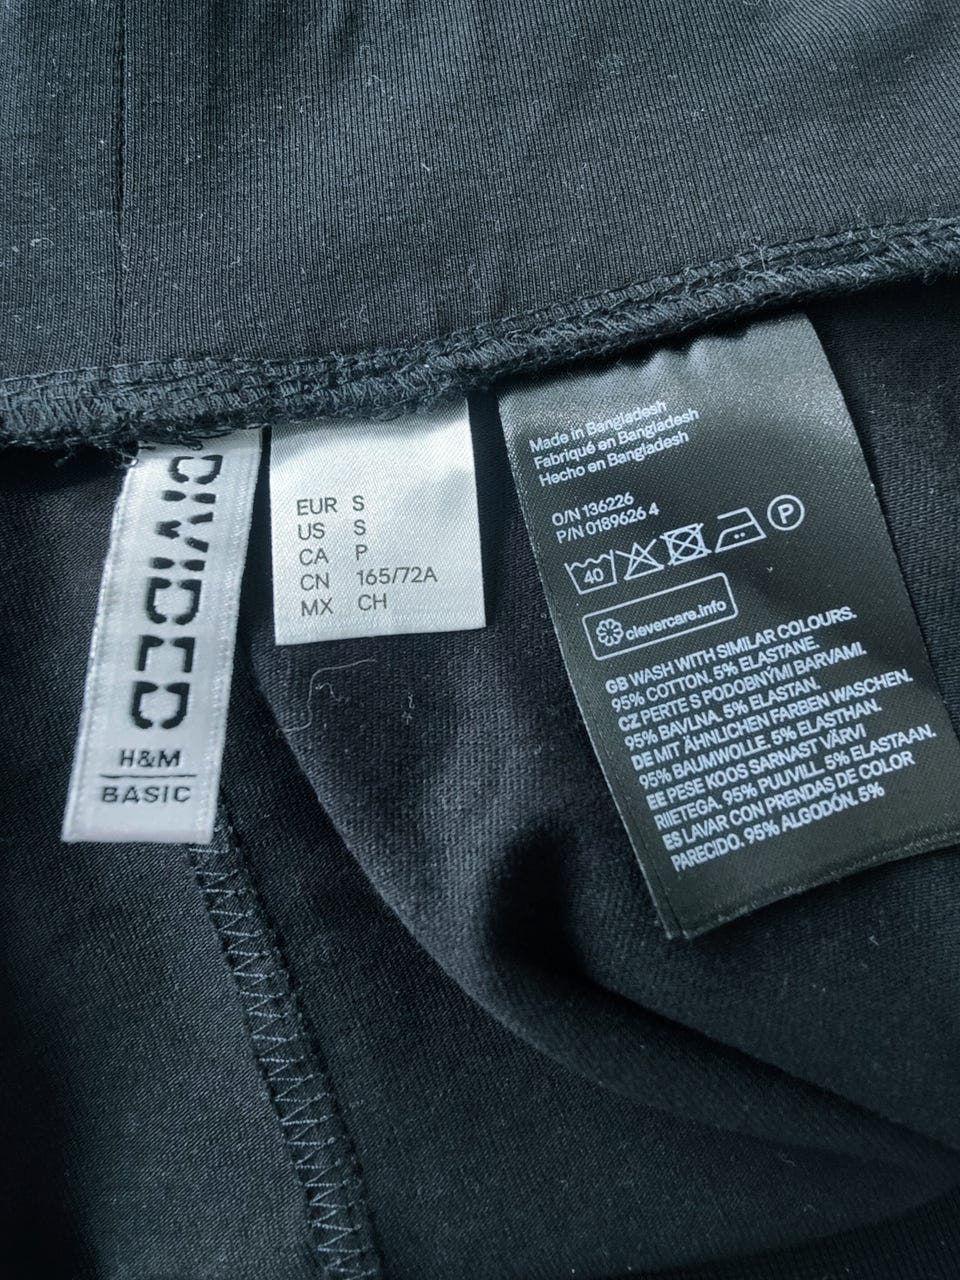 DIVIDED
H&M
BASIC
EUR S
US S
CA P
CN 165/72A
MX CH
Made in Bangladesh
Fabriqué en Bangladesh
Hecho en Bangladesh
O/N 136226
P/N 0189626 4
40
P
clevercare.info
GB WASH WITH SIMILAR COLOURS.
95% COTTON. 5% ELASTANE.
CZ PERTE S PODOBNÝMI BARVAMI.
95% BAVLNA. 5% ELASTAN.
DE MIT ÄHNLICHEN FARBEN WASCHEN.
95% BAUMWOLLE. 5% ELASTHAN.
EE PESE KOOS SARNAST VÄRVI
RIIETEGA. 95% PUUVILL. 5% ELASTAAN.
ES LAVAR CON PRENDAS DE COLOR
PARECIDO. 95% ALGODÓN. 5%